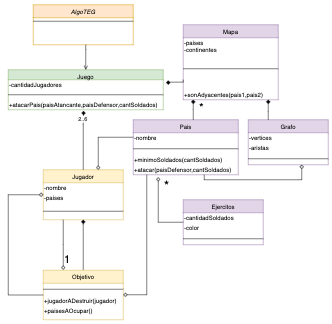 AlgoTEG
Mapa
-paises
-continentes
+sonAdyacentes(pais1,pais2)
Juego
-cantidadJugadores
+atacarPais(paisAtancante,paisDefensor,cantSoldados)
2..6
*
Pais
-nombre
+minimoSoldados(cantSoldados)
+atacar(paisDefensor,cantSoldados)
Grafo
-vertices
-aristas
Jugador
-nombre
-paises
*
Ejercitos
-cantidadSoldados
-color
1
Objetivo
+jugadorADestruir(jugador)
+paisesAOcupar()